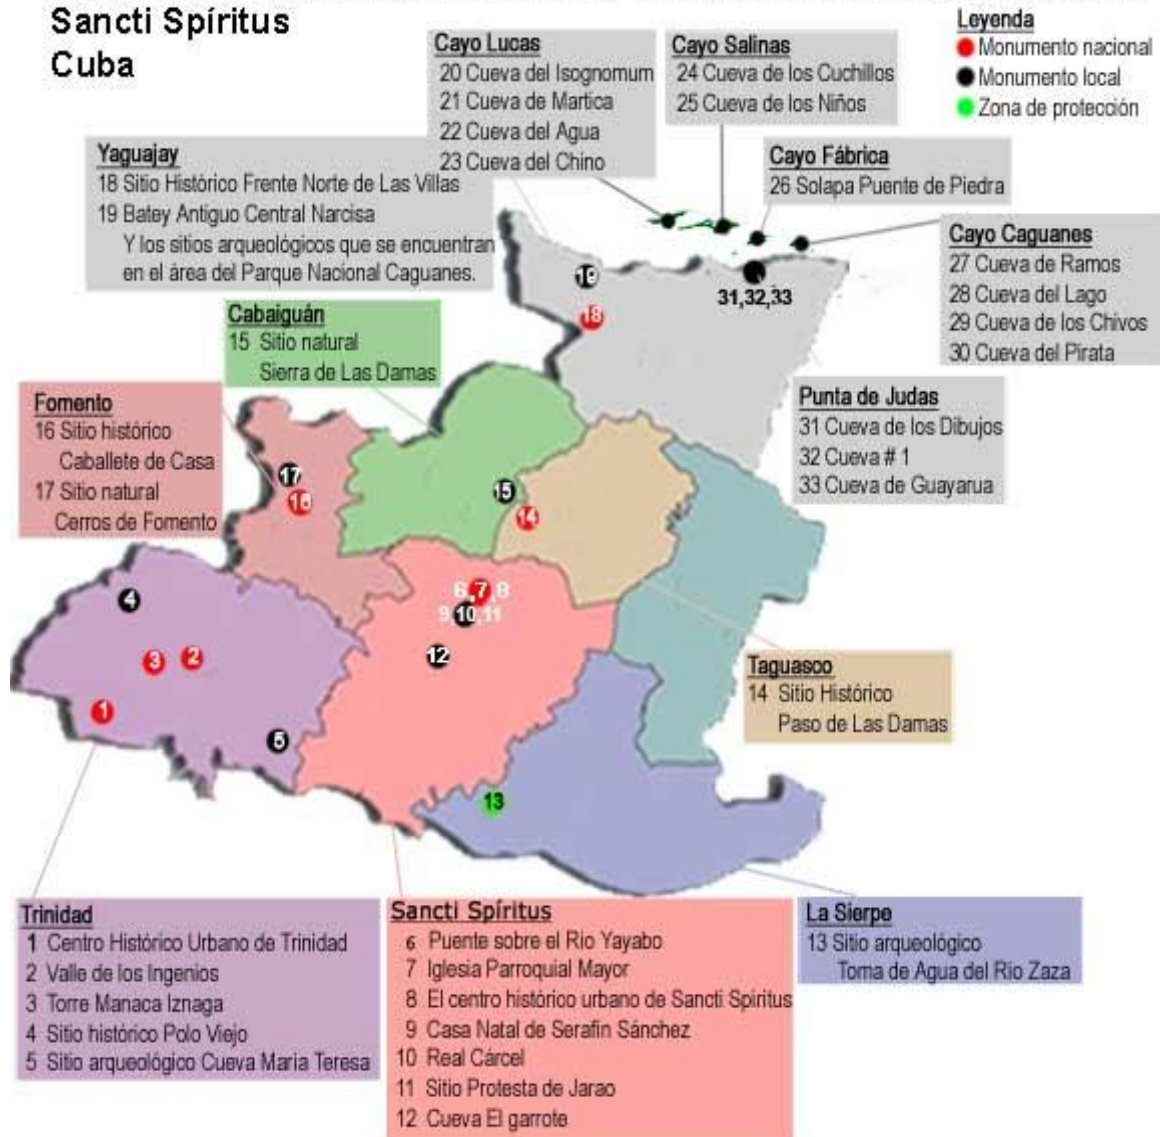 Sancti Spíritus
Cuba
Leyenda
Monumento nacional
Monumento local
Zona de protección
Cayo Lucas
20 Cueva del Isognomum
21 Cueva de Martica
22 Cueva del Agua
23 Cueva del Chino
Cayo Salinas
24 Cueva de los Cuchillos
25 Cueva de los Niños
Cayo Fábrica
26 Solapa Puente de Piedra
Yaguajay
18 Sitio Histórico Frente Norte de Las Villas
19 Batey Antiguo Central Narcisa
Y los sitios arqueológicos que se encuentran
en el área del Parque Nacional Caguanes.
Cayo Caguanes
27 Cueva de Ramos
28 Cueva del Lago
29 Cueva de los Chivos
30 Cueva del Pirata
Cabaiguán
15 Sitio natural
Sierra de Las Damas
Fomento
16 Sitio histórico
Caballete de Casa
17 Sitio natural
Cerros de Fomento
Punta de Judas
31 Cueva de los Dibujos
32 Cueva # 1
33 Cueva de Guayarua
19
18
31,32,33
17
16
15
14
6,7,8
9,10,11
12
4
3
2
1
5
13
Taguasco
14 Sitio Histórico
Paso de Las Damas
Trinidad
1 Centro Histórico Urbano de Trinidad
2 Valle de los Ingenios
3 Torre Manaca Iznaga
4 Sitio histórico Polo Viejo
5 Sitio arqueológico Cueva Maria Teresa
Sancti Spíritus
6 Puente sobre el Rio Yayabo
7 Iglesia Parroquial Mayor
8 El centro histórico urbano de Sancti Spiritus
9 Casa Natal de Serafin Sánchez
10 Real Cárcel
11 Sitio Protesta de Jarao
12 Cueva El garrote
La Sierpe
13 Sitio arqueológico
Toma de Agua del Rio Zaza